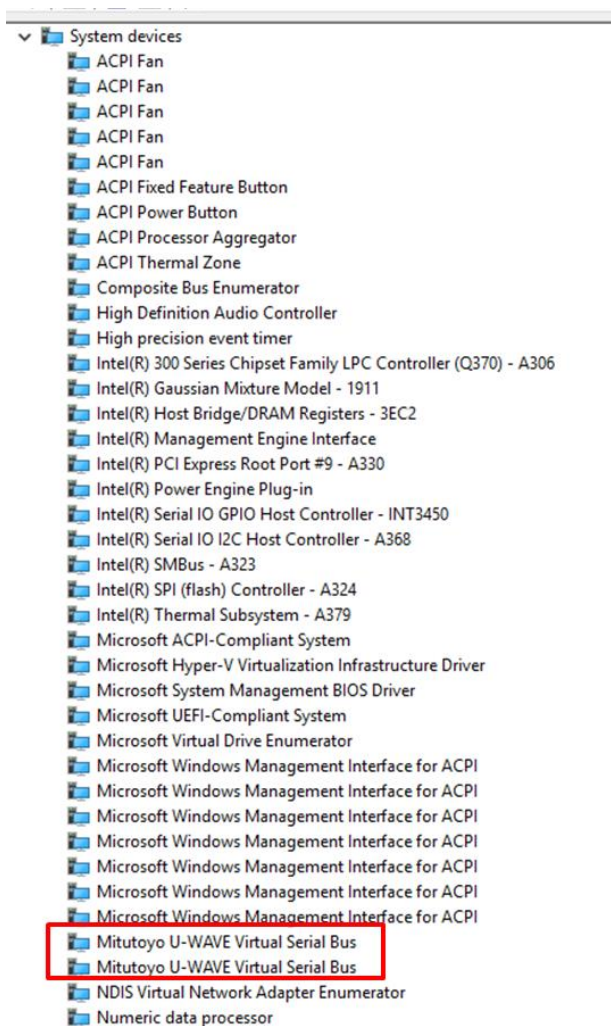 System devices
ACPI Fan
ACPI Fan
ACPI Fan
ACPI Fan
ACPI Fan
ACPI Fixed Feature Button
ACPI Power Button
ACPI Processor Aggregator
ACPI Thermal Zone
Composite Bus Enumerator
High Definition Audio Controller
High precision event timer
Intel(R) 300 Series Chipset Family LPC Controller (Q370) - A306
Intel(R) Gaussian Mixture Model - 1911
Intel(R) Host Bridge/DRAM Registers - 3EC2
Intel(R) Management Engine Interface
Intel(R) PCI Express Root Port #9 - A330
Intel(R) Power Engine Plug-in
Intel(R) Serial IO GPIO Host Controller - INT3450
Intel(R) Serial IO I2C Host Controller - A368
Intel(R) SMBus - A323
Intel(R) SPI (flash) Controller - A324
Intel(R) Thermal Subsystem - A379
Microsoft ACPI-Compliant System
Microsoft Hyper-V Virtualization Infrastructure Driver
Microsoft System Management BIOS Driver
Microsoft UEFI-Compliant System
Microsoft Virtual Drive Enumerator
Microsoft Windows Management Interface for ACPI
Microsoft Windows Management Interface for ACPI
Microsoft Windows Management Interface for ACPI
Microsoft Windows Management Interface for ACPI
Microsoft Windows Management Interface for ACPI
Microsoft Windows Management Interface for ACPI
Microsoft Windows Management Interface for ACPI
Mitutoyo U-WAVE Virtual Serial Bus
Mitutoyo U-WAVE Virtual Serial Bus
NDIS Virtual Network Adapter Enumerator
Numeric data processor